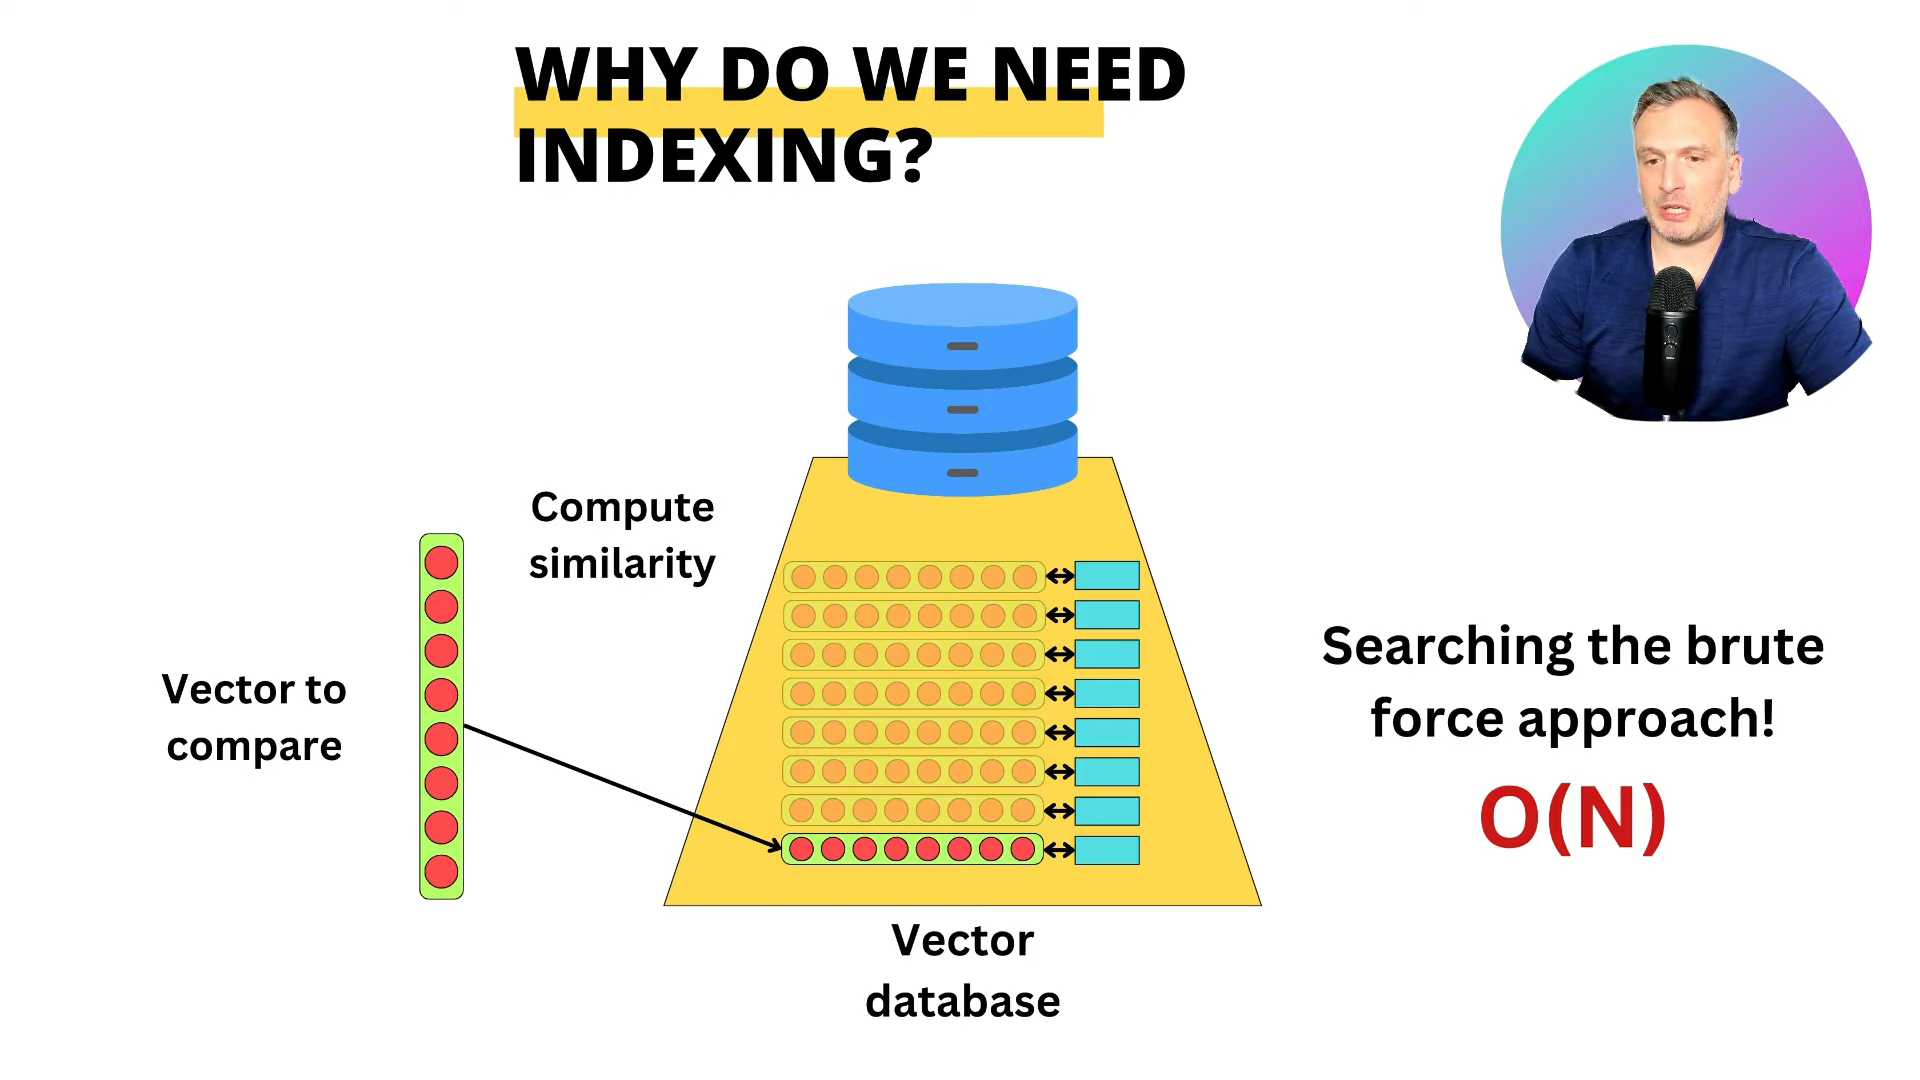 WHY DO WE NEED
INDEXING?
Compute
similarity
Vector to
compare
Searching the brute
force approach!
O(N)
Vector
database